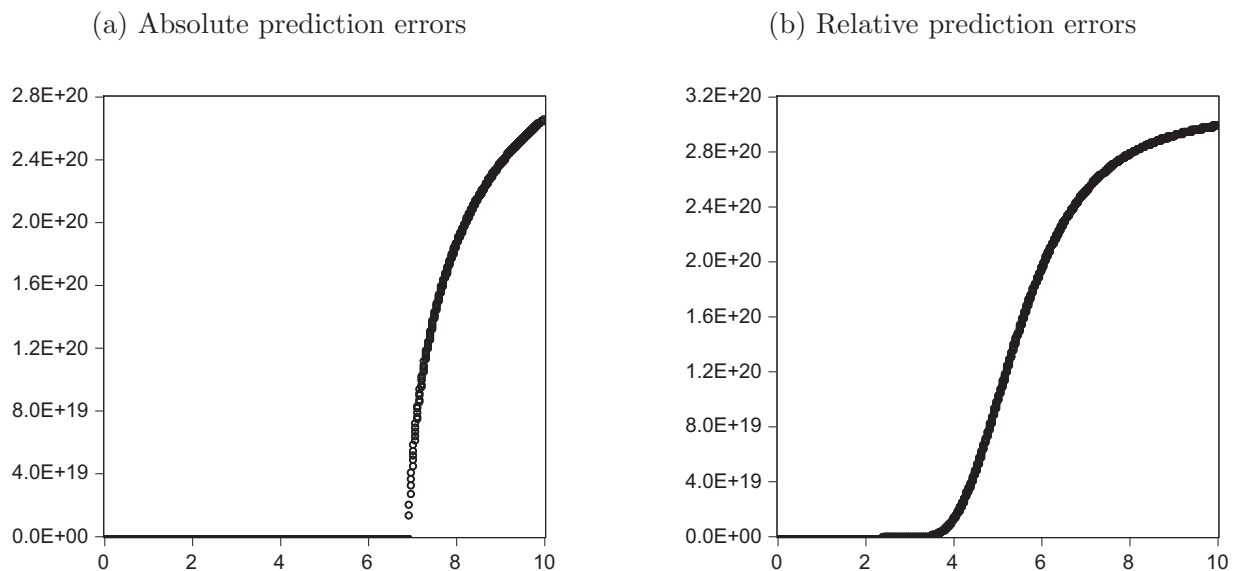 (a) Absolute prediction errors
2.8E+20
2.4E+20
2.0E+20
1.6E+20
1.2E+20
8.0E+19
4.0E+19
0.0E+00
0 2 4 6 8 10
(b) Relative prediction errors
3.2E+20
2.8E+20
2.4E+20
2.0E+20
1.6E+20
1.2E+20
8.0E+19
4.0E+19
0.0E+00
0 2 4 6 8 10